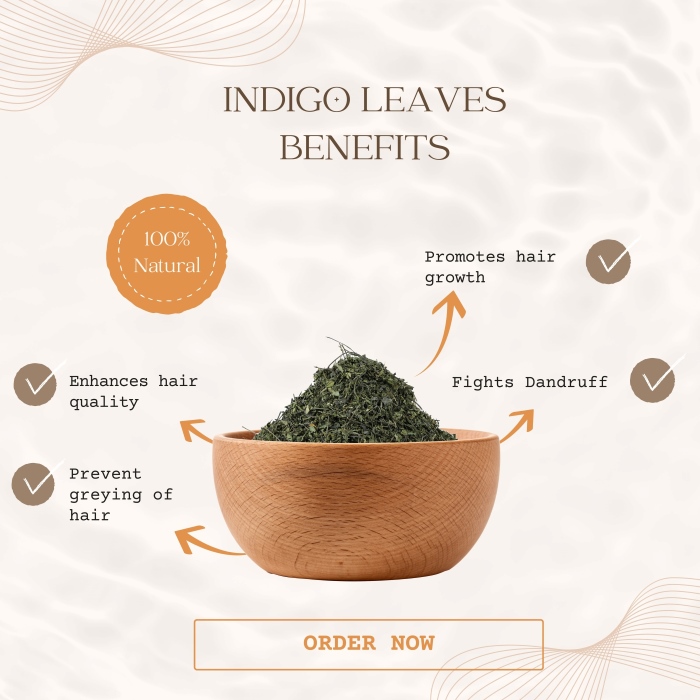 INDIGO LEAVES
BENEFITS
100%
Natural
Promotes hair
growth
Enhances hair
quality
Fights Dandruff
Prevent
greying of
hair
ORDER NOW